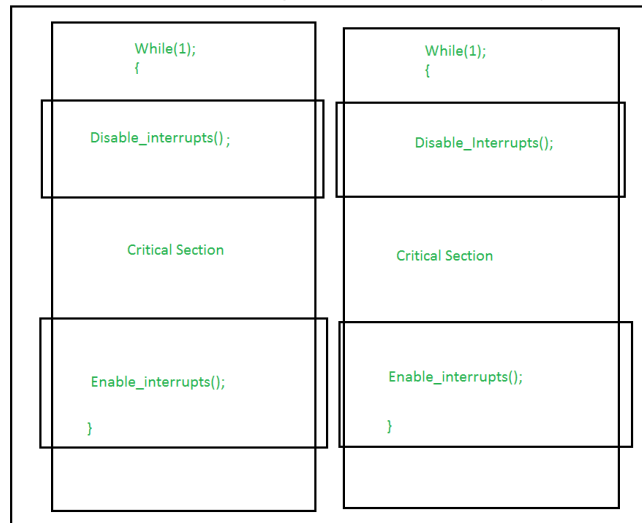 While(1);
{
Disable_interrupts();
Critical Section
Enable_interrupts();
}
While(1);
{
Disable_Interrupts();
Critical Section
Enable_interrupts();
}